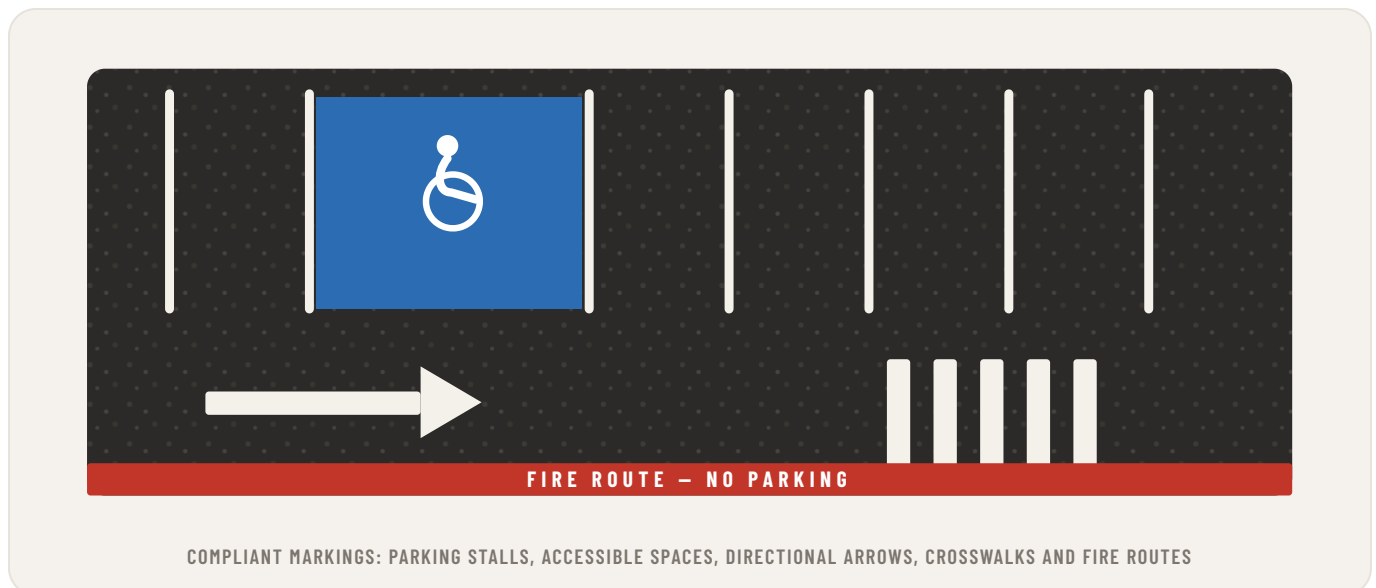 FIRE ROUTE — NO PARKING
COMPLIANT MARKINGS: PARKING STALLS, ACCESSIBLE SPACES, DIRECTIONAL ARROWS, CROSSWALKS AND FIRE ROUTES